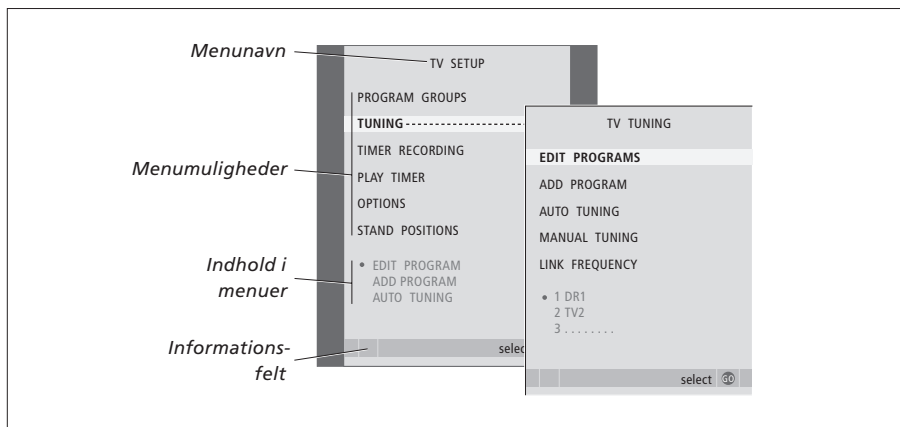 Menunavn
Menumuligheder
Indhold i
menuer
Informations-
felt
TV SETUP
PROGRAM GROUPS
TUNING
TIMER RECORDING
PLAY TIMER
OPTIONS
STAND POSITIONS
• EDIT PROGRAM
ADD PROGRAM
AUTO TUNING
selec
TV TUNING
EDIT PROGRAMS
ADD PROGRAM
AUTO TUNING
MANUAL TUNING
LINK FREQUENCY
• 1 DR1
2 TV2
3 ........
select GO